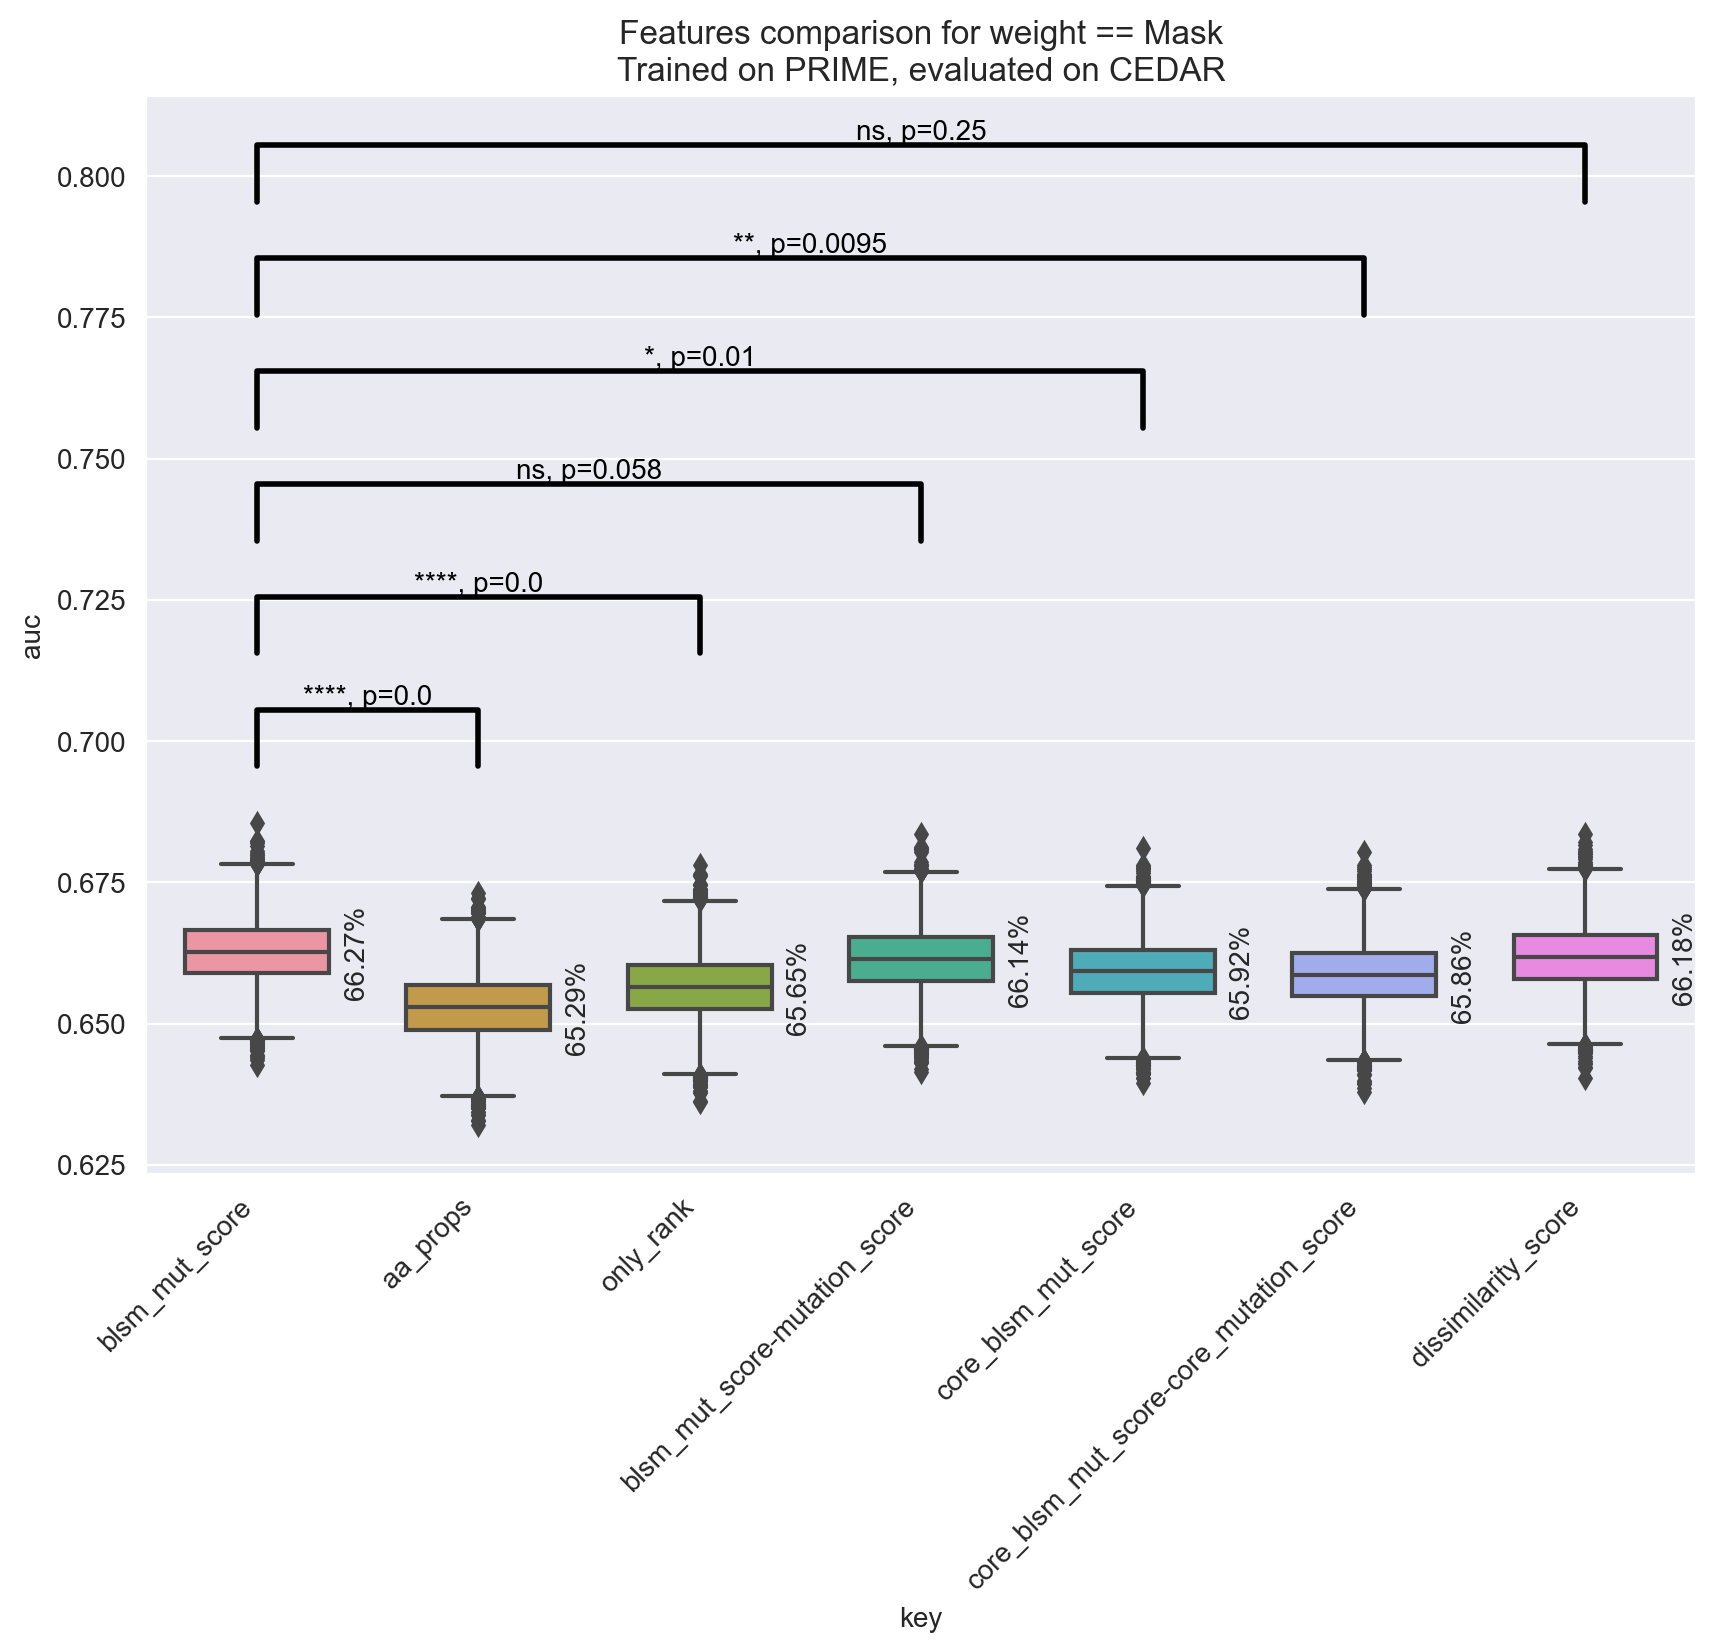 Features comparison for weight == Mask
Trained on PRIME, evaluated on CEDAR
ns, p=0.25
**, p=0.0095
*, p=0.01
ns, p=0.058
****, p=0.0
****, p=0.0
auc
0.800
0.775
0.750
0.725
0.700
0.675
0.650
0.625
66.27%
65.29%
65.65%
66.14%
65.92%
65.86%
66.18%
blsm_mut_score
aa_props
only_rank
blsm_mut_score-mutation_score
core_blsm_mut_score
core_blsm_mut_score-core_mutation_score
dissimilarity_score
key